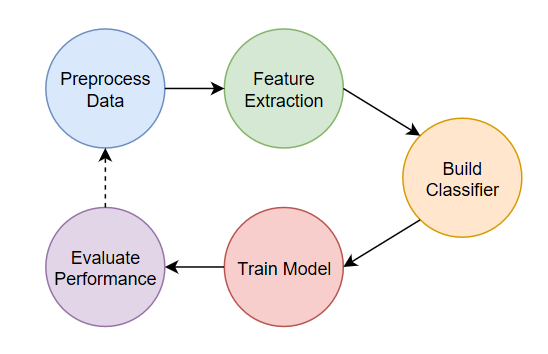 Preprocess
Data
Feature
Extraction
Build
Classifier
Train Model
Evaluate
Performance